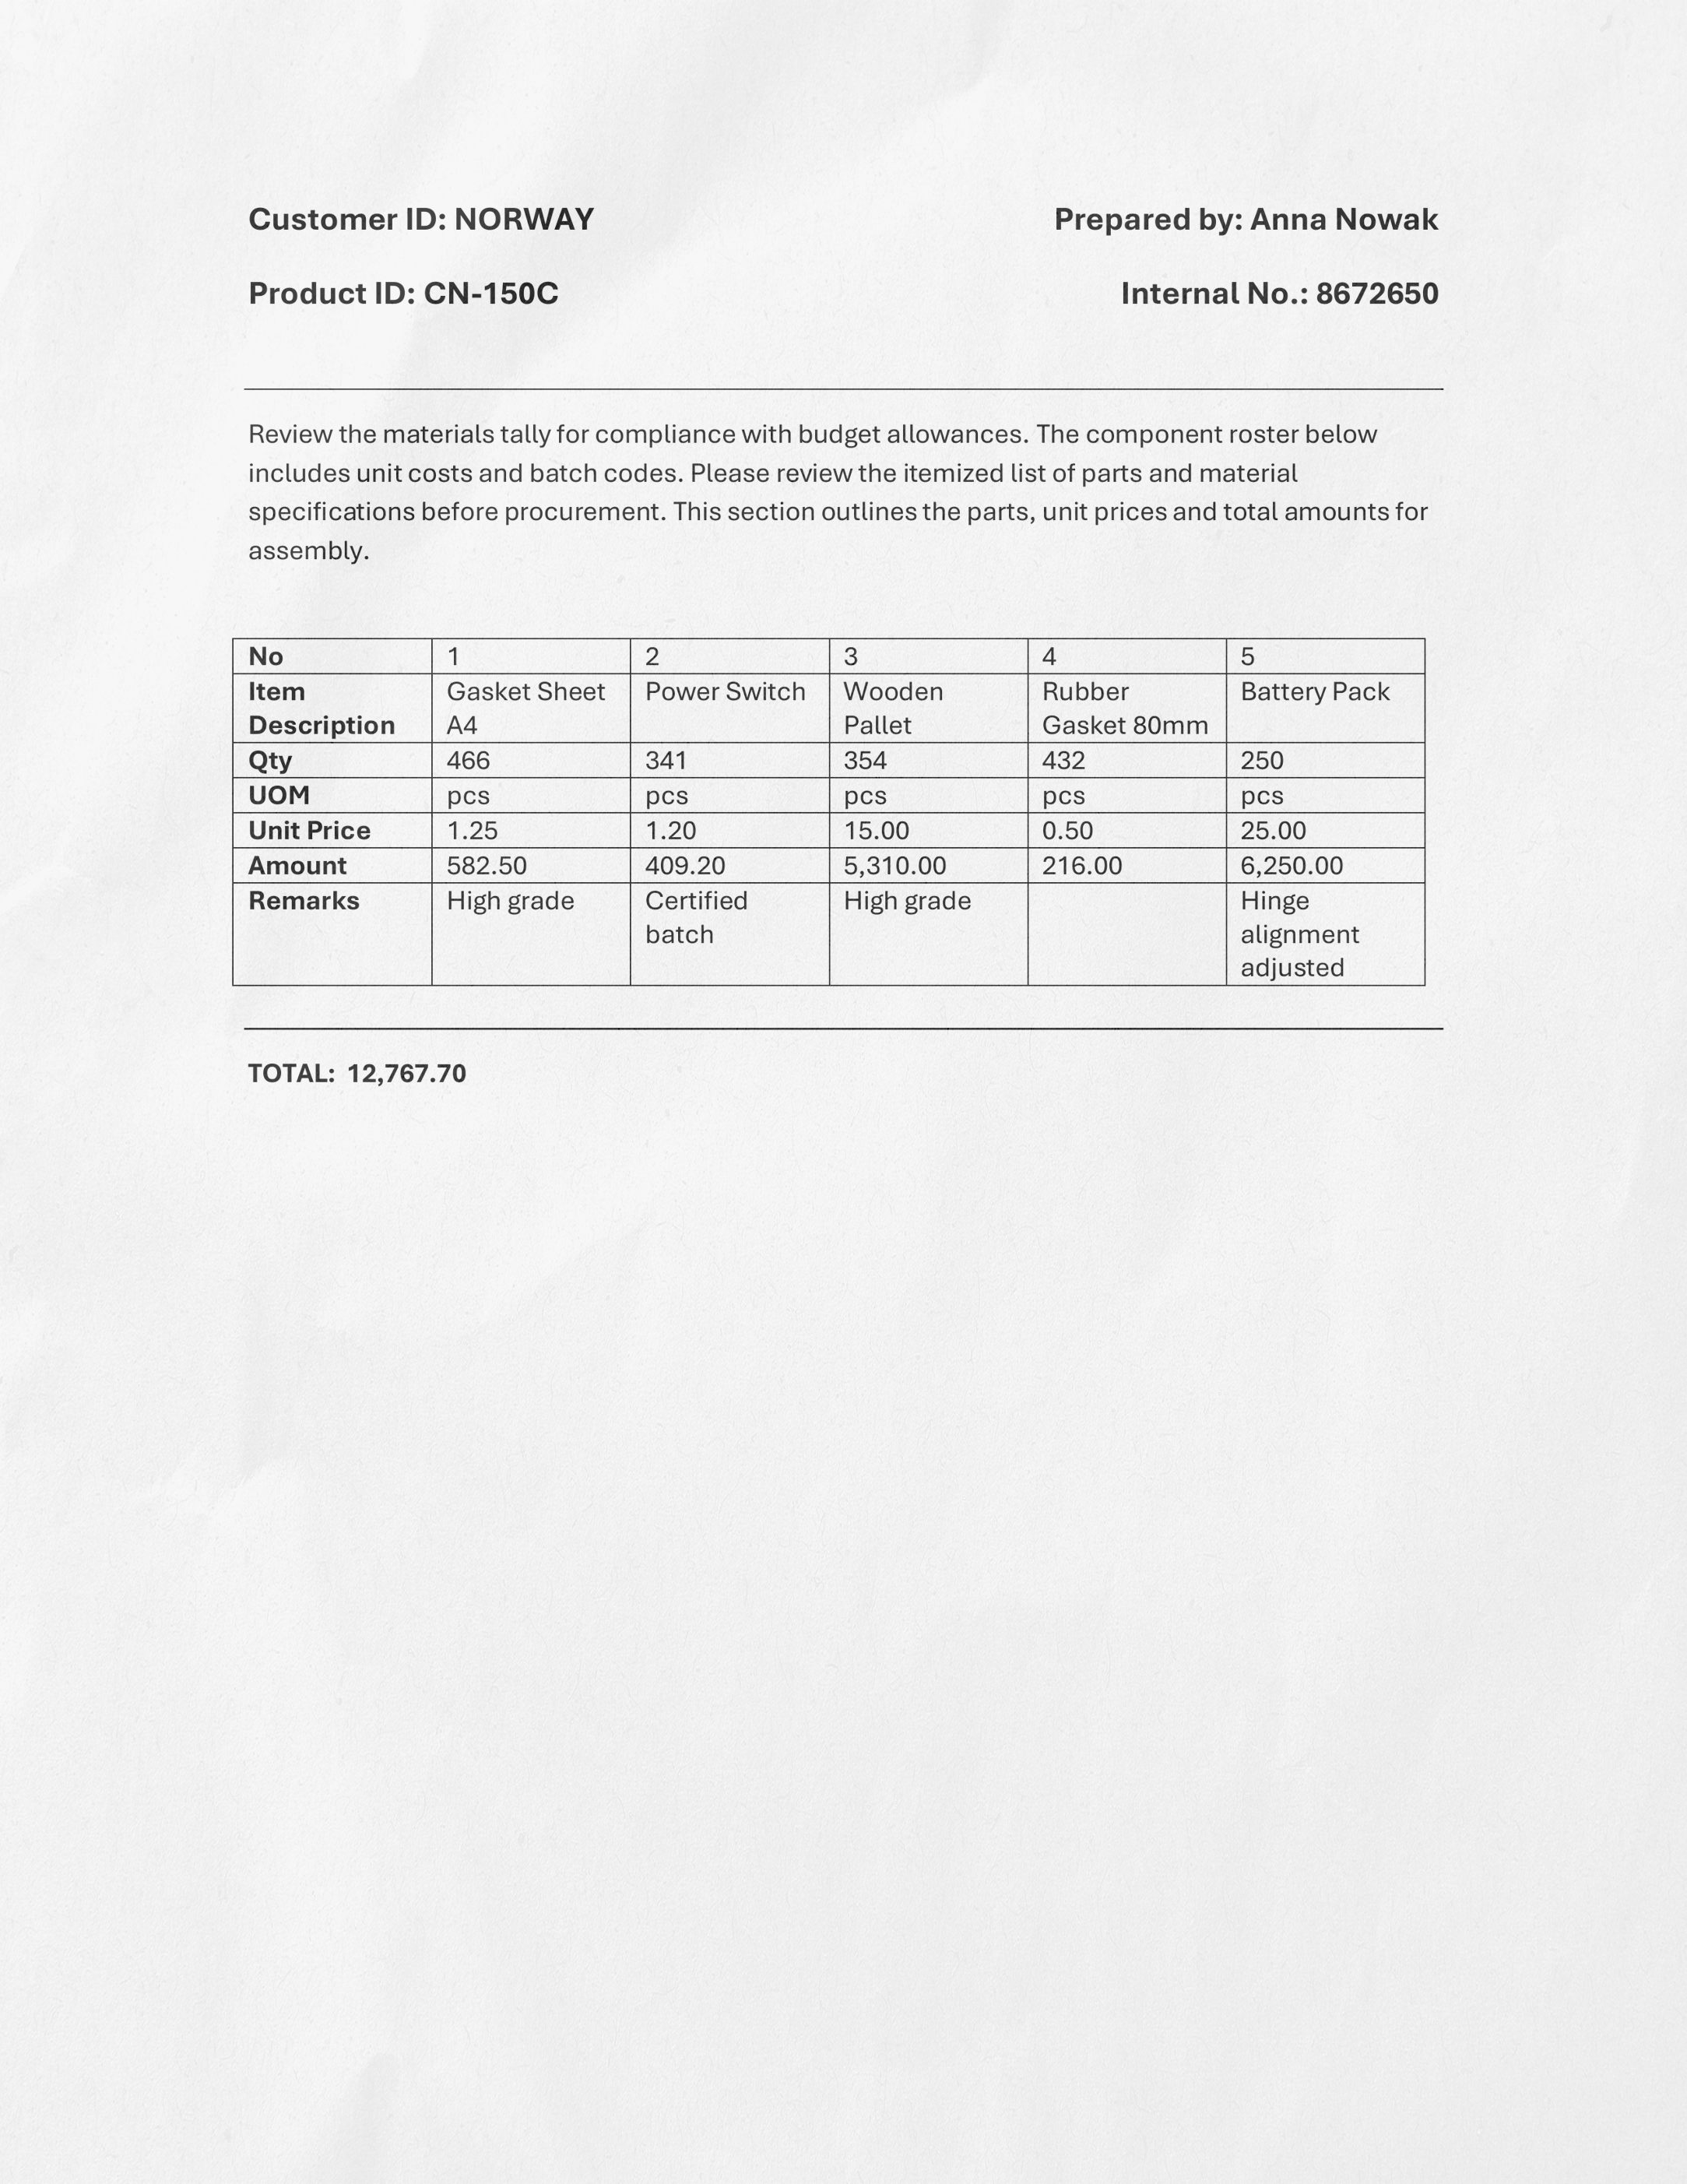 Customer ID: NORWAY Prepared by: Anna Nowak
Product ID: CN-150C Internal No.: 8672650
Review the materials tally for compliance with budget allowances. The component roster below
includes unit costs and batch codes. Please review the itemized list of parts and material
specifications before procurement. This section outlines the parts, unit prices and total amounts for
assembly.
No 1 2 3 4 5
Item Description Gasket Sheet A4 Power Switch Wooden Pallet Rubber Gasket 80mm Battery Pack
Qty 466 341 354 432 250
UOM pcs pcs pcs pcs pcs
Unit Price 1.25 1.20 15.00 0.50 25.00
Amount 582.50 409.20 5,310.00 216.00 6,250.00
Remarks High grade Certified batch High grade Hinge alignment adjusted
TOTAL: 12,767.70